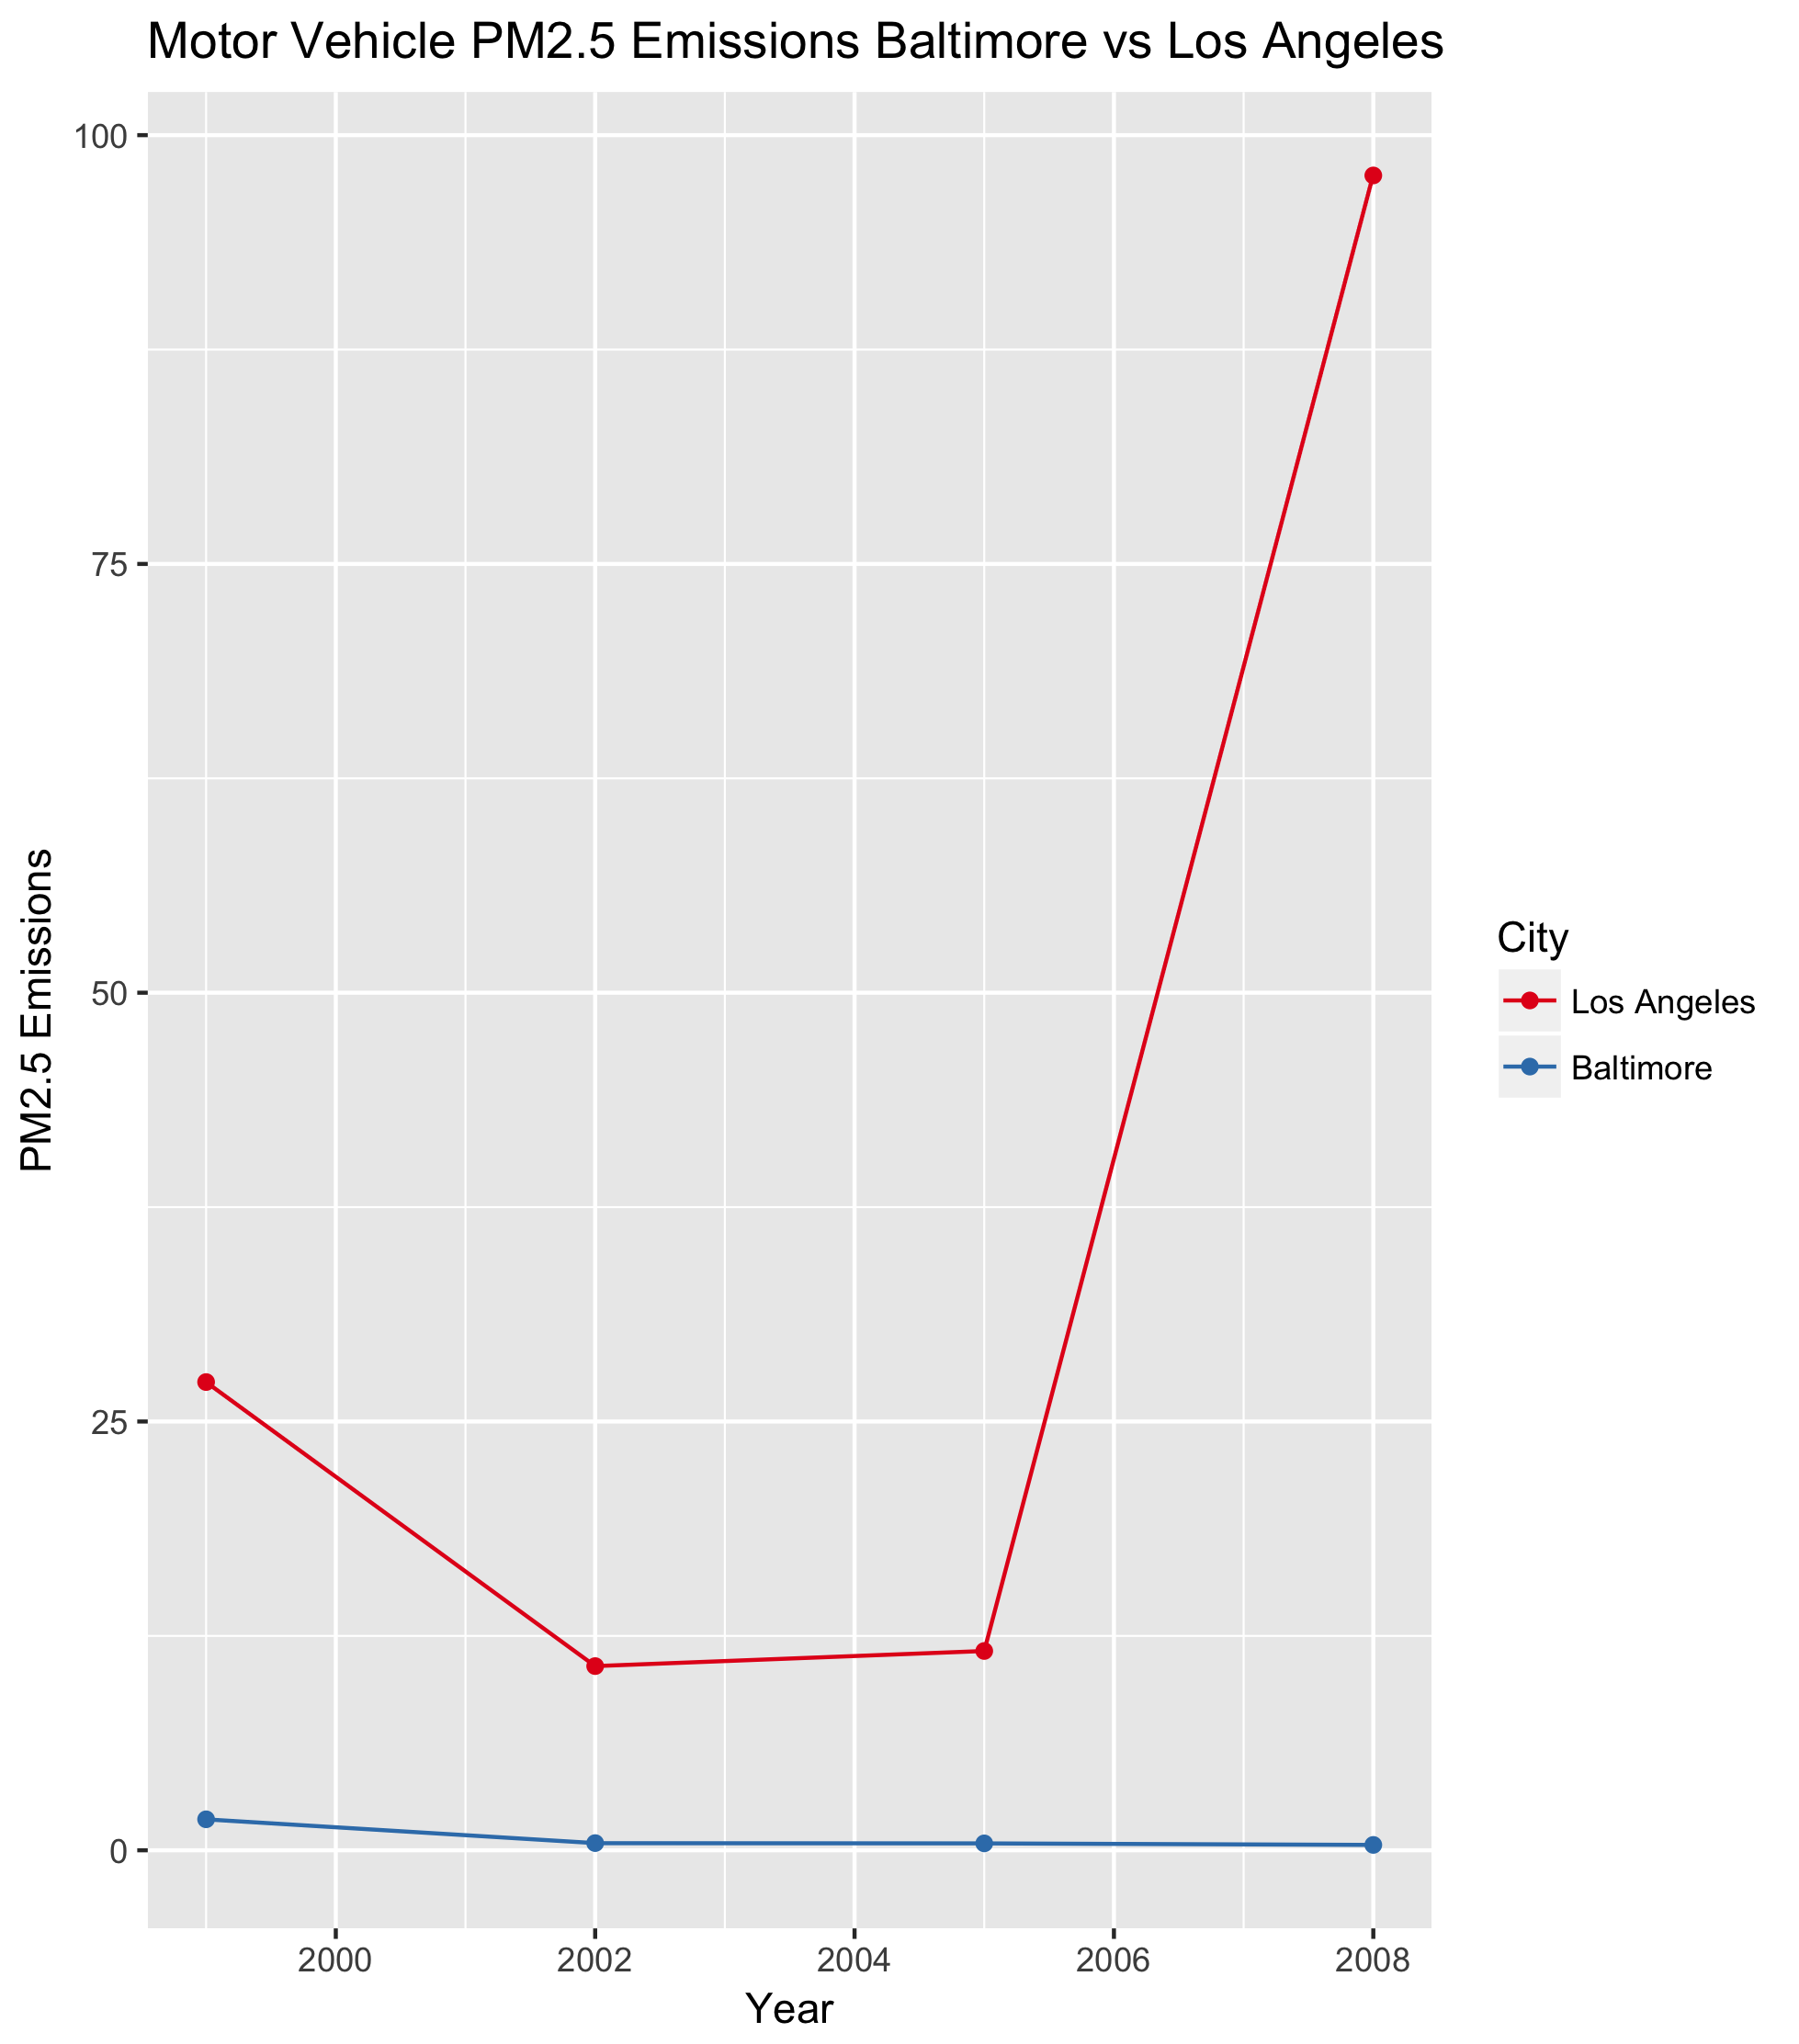 Motor Vehicle PM2.5 Emissions Baltimore vs Los Angeles
100
75
50
25
0
PM2.5 Emissions
2000
2002
2004
2006
2008
Year
City
Los Angeles
Baltimore